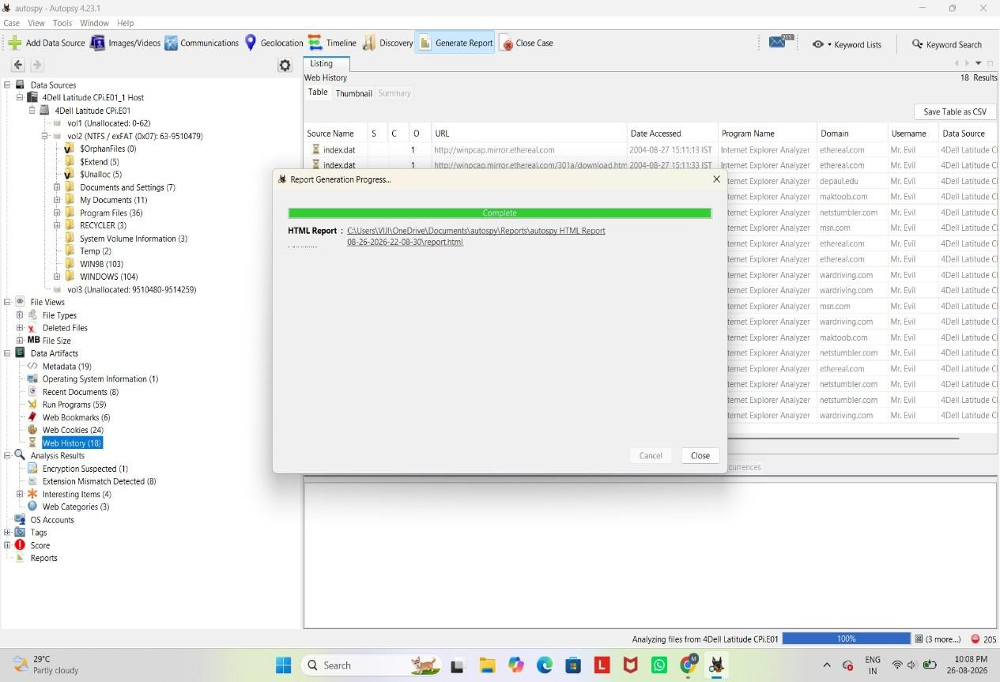 autospy - Autopsy 4.23.1
Case View Tools Window Help
Add Data Source Images/Videos Communications Geolocation Timeline Discovery Generate Report Close Case 211 Keyword Lists Keyword Search
Listing
Web History 18 Results
Table Thumbnail Summary
Save Table as CSV
Source Name S C O URL Date Accessed Program Name Domain Username Data Source
index.dat 1 http://winpcap.mirror.ethereal.com 2004-08-27 15:11:13 IST Internet Explorer Analyzer ethereal.com Mr. Evil 4Dell Latitude C
index.dat 1 http://winpcap.mirror.ethereal.com/301a/download.htm 2004-08-27 15:11:33 IST Internet Explorer Analyzer ethereal.com Mr. Evil 4Dell Latitude C
ternet Explorer Analyzer depaul.edu Mr. Evil 4Dell Latitude C
ternet Explorer Analyzer maktoob.com Mr. Evil 4Dell Latitude C
ternet Explorer Analyzer netstumbler.com Mr. Evil 4Dell Latitude C
ternet Explorer Analyzer msn.com Mr. Evil 4Dell Latitude C
ternet Explorer Analyzer ethereal.com Mr. Evil 4Dell Latitude C
ternet Explorer Analyzer ethereal.com Mr. Evil 4Dell Latitude C
ternet Explorer Analyzer wardriving.com Mr. Evil 4Dell Latitude C
ternet Explorer Analyzer wardriving.com Mr. Evil 4Dell Latitude C
ternet Explorer Analyzer msn.com Mr. Evil 4Dell Latitude C
ternet Explorer Analyzer wardriving.com Mr. Evil 4Dell Latitude C
ternet Explorer Analyzer maktoob.com Mr. Evil 4Dell Latitude C
ternet Explorer Analyzer netstumbler.com Mr. Evil 4Dell Latitude C
ternet Explorer Analyzer ethereal.com Mr. Evil 4Dell Latitude C
ternet Explorer Analyzer netstumbler.com Mr. Evil 4Dell Latitude C
ternet Explorer Analyzer netstumbler.com Mr. Evil 4Dell Latitude C
ternet Explorer Analyzer wardriving.com Mr. Evil 4Dell Latitude C
currences
Data Sources
4Dell Latitude CPi.E01_1 Host
4Dell Latitude CPi.E01
vol1 (Unallocated: 0-62)
vol2 (NTFS / exFAT (0x07): 63-9510479)
$OrphanFiles (0)
$Extend (5)
$Unalloc (5)
Documents and Settings (7)
My Documents (11)
Program Files (36)
RECYCLER (3)
System Volume Information (3)
Temp (2)
WIN98 (103)
WINDOWS (104)
vol3 (Unallocated: 9510480-9514259)
File Views
File Types
Deleted Files
MB File Size
Data Artifacts
Metadata (19)
Operating System Information (1)
Recent Documents (8)
Run Programs (59)
Web Bookmarks (6)
Web Cookies (24)
Web History (18)
Analysis Results
Encryption Suspected (1)
Extension Mismatch Detected (8)
Interesting Items (4)
Web Categories (3)
OS Accounts
Tags
Score
Reports
Report Generation Progress...
Complete
HTML Report : C:\Users\VIJI\OneDrive\Documents\autospy\Reports\autospy HTML Report
08-26-2026-22-08-30\report.html
Cancel Close
Analyzing files from 4Dell Latitude CPi.E01 100% (3 more...) 205
29°C
Partly cloudy
Search
L
M
ENG
IN
10:08 PM
26-08-2026